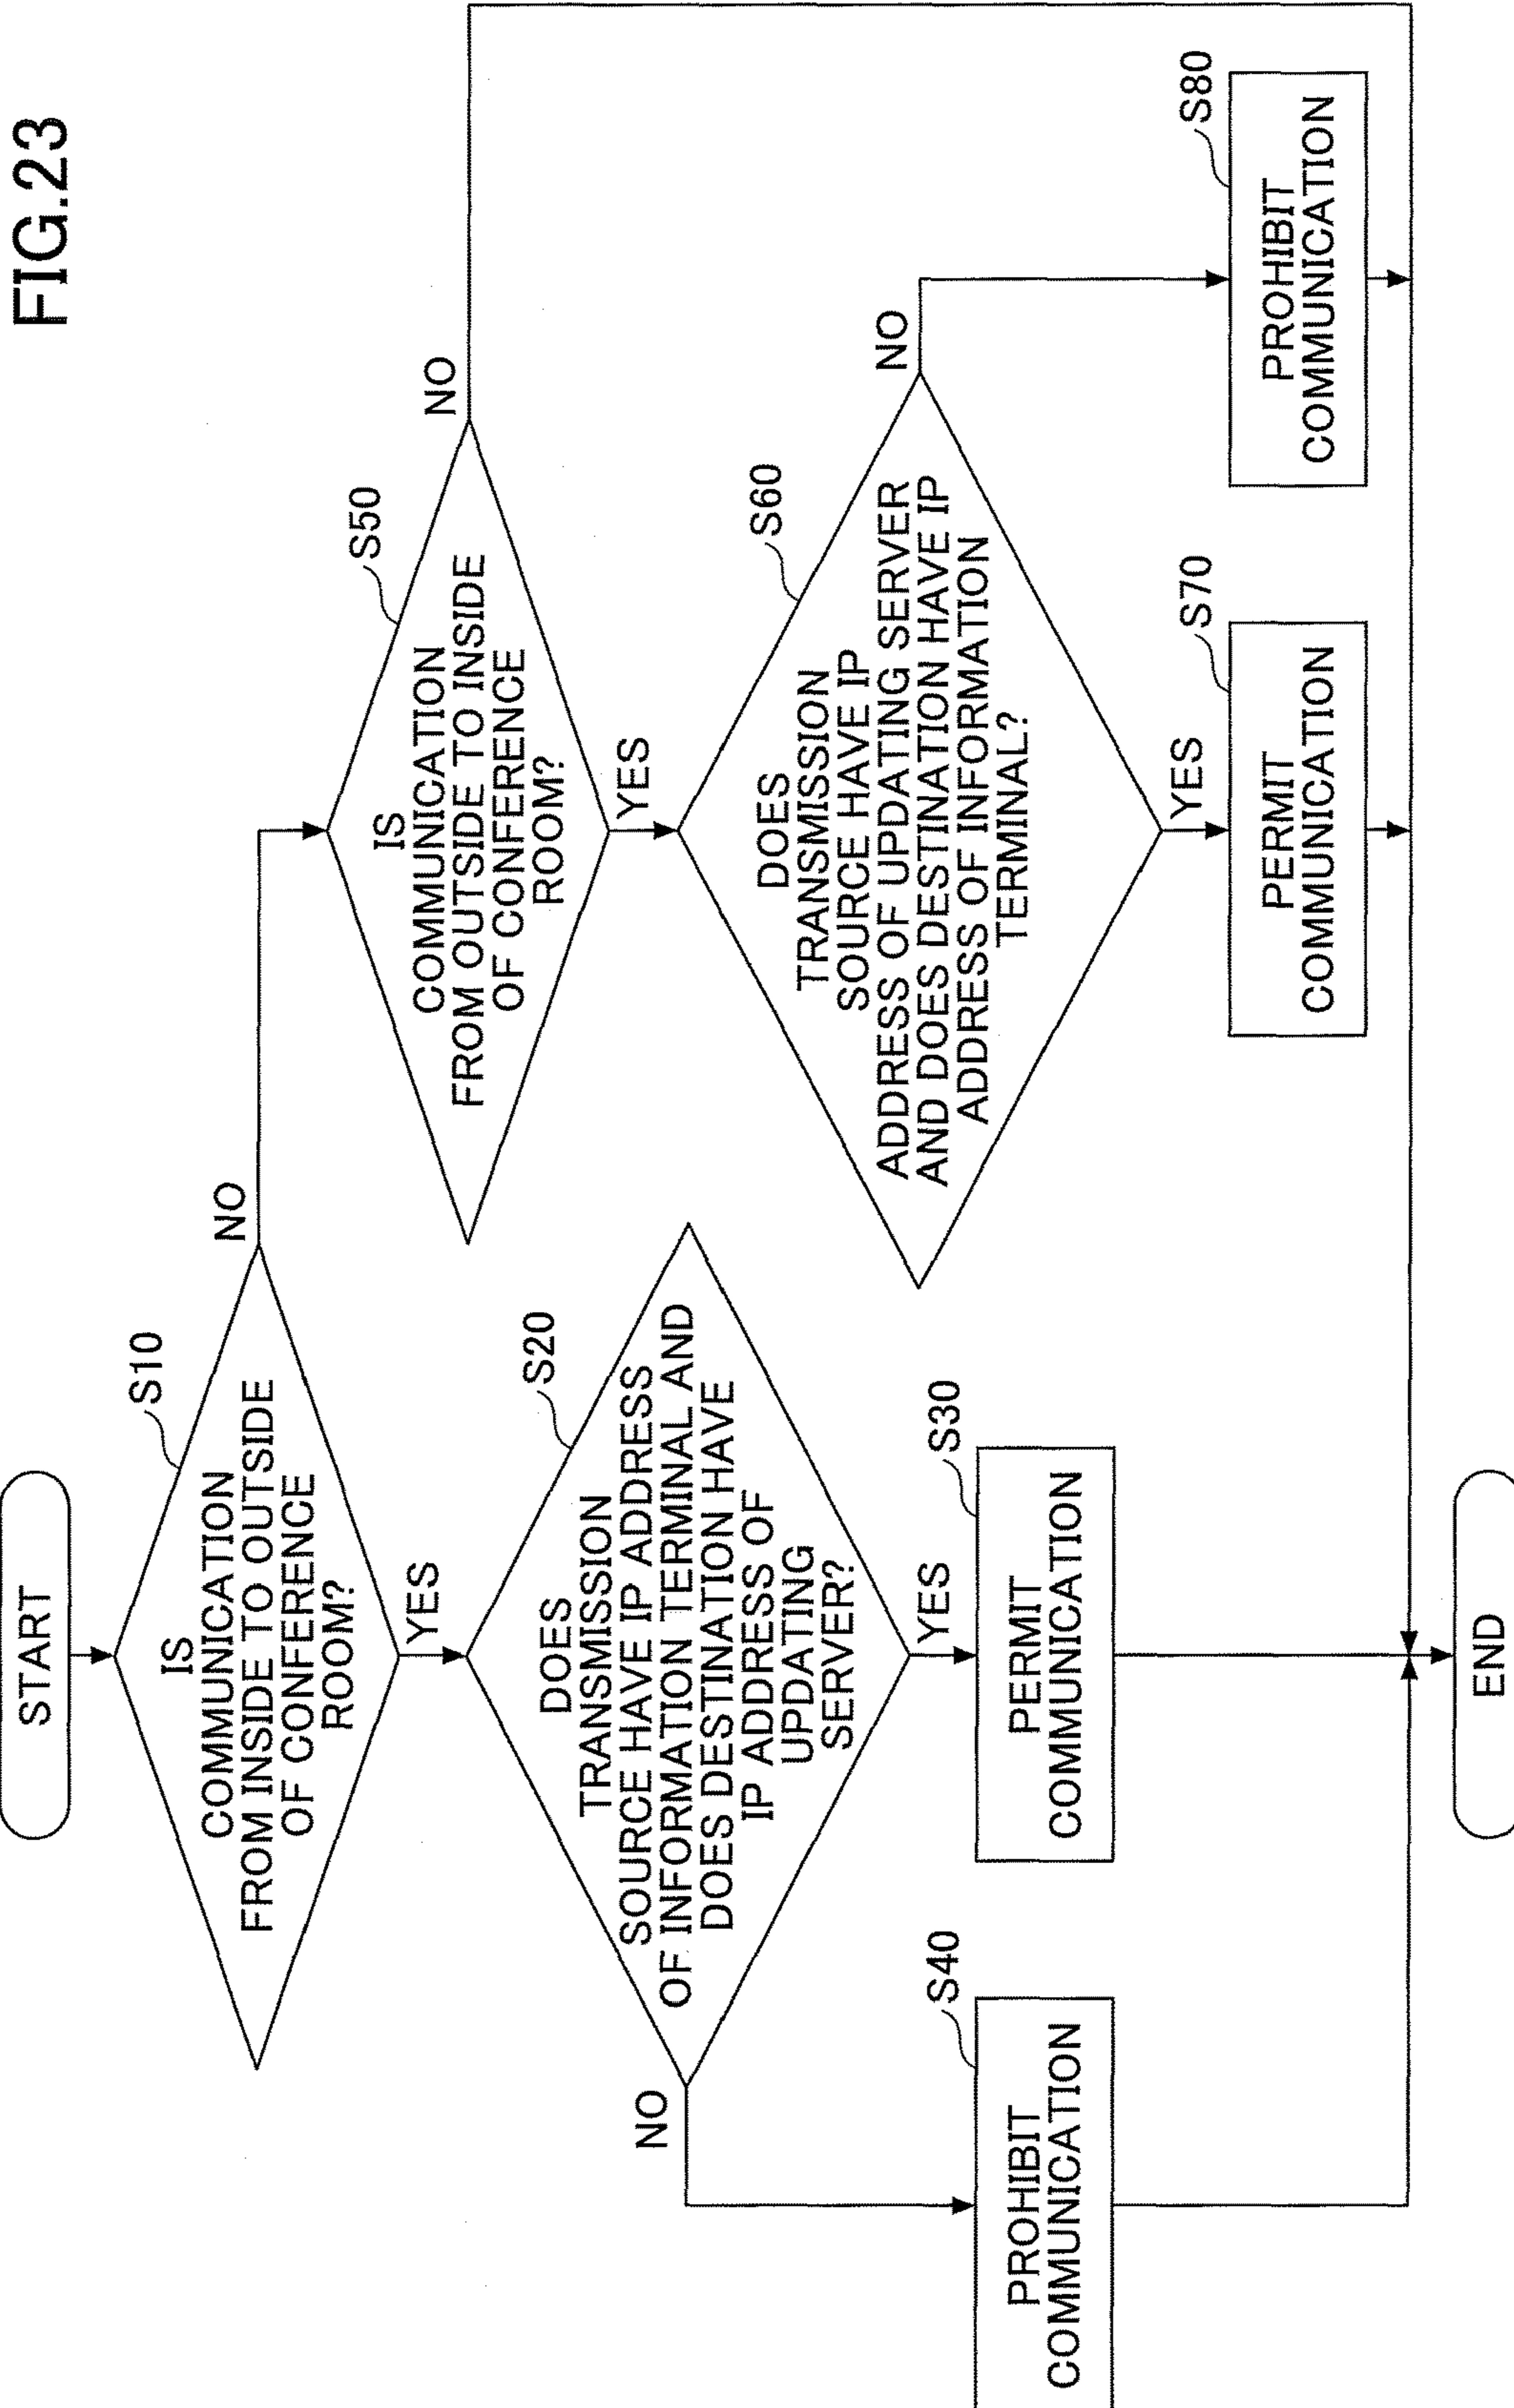 FIG.23
START
S10
IS
COMMUNICATION
FROM INSIDE TO OUTSIDE
OF CONFERENCE
ROOM?
NO
YES
S20
DOES
TRANSMISSION
SOURCE HAVE IP ADDRESS
OF INFORMATION TERMINAL AND
DOES DESTINATION HAVE
IP ADDRESS OF
UPDATING
SERVER?
NO
YES
S30
PERMIT
COMMUNICATION
S40
PROHIBIT
COMMUNICATION
S50
IS
COMMUNICATION
FROM OUTSIDE TO INSIDE
OF CONFERENCE
ROOM?
NO
YES
S60
DOES
TRANSMISSION
SOURCE HAVE IP
ADDRESS OF UPDATING SERVER
AND DOES DESTINATION HAVE IP
ADDRESS OF INFORMATION
TERMINAL?
NO
YES
S70
PERMIT
COMMUNICATION
S80
PROHIBIT
COMMUNICATION
END